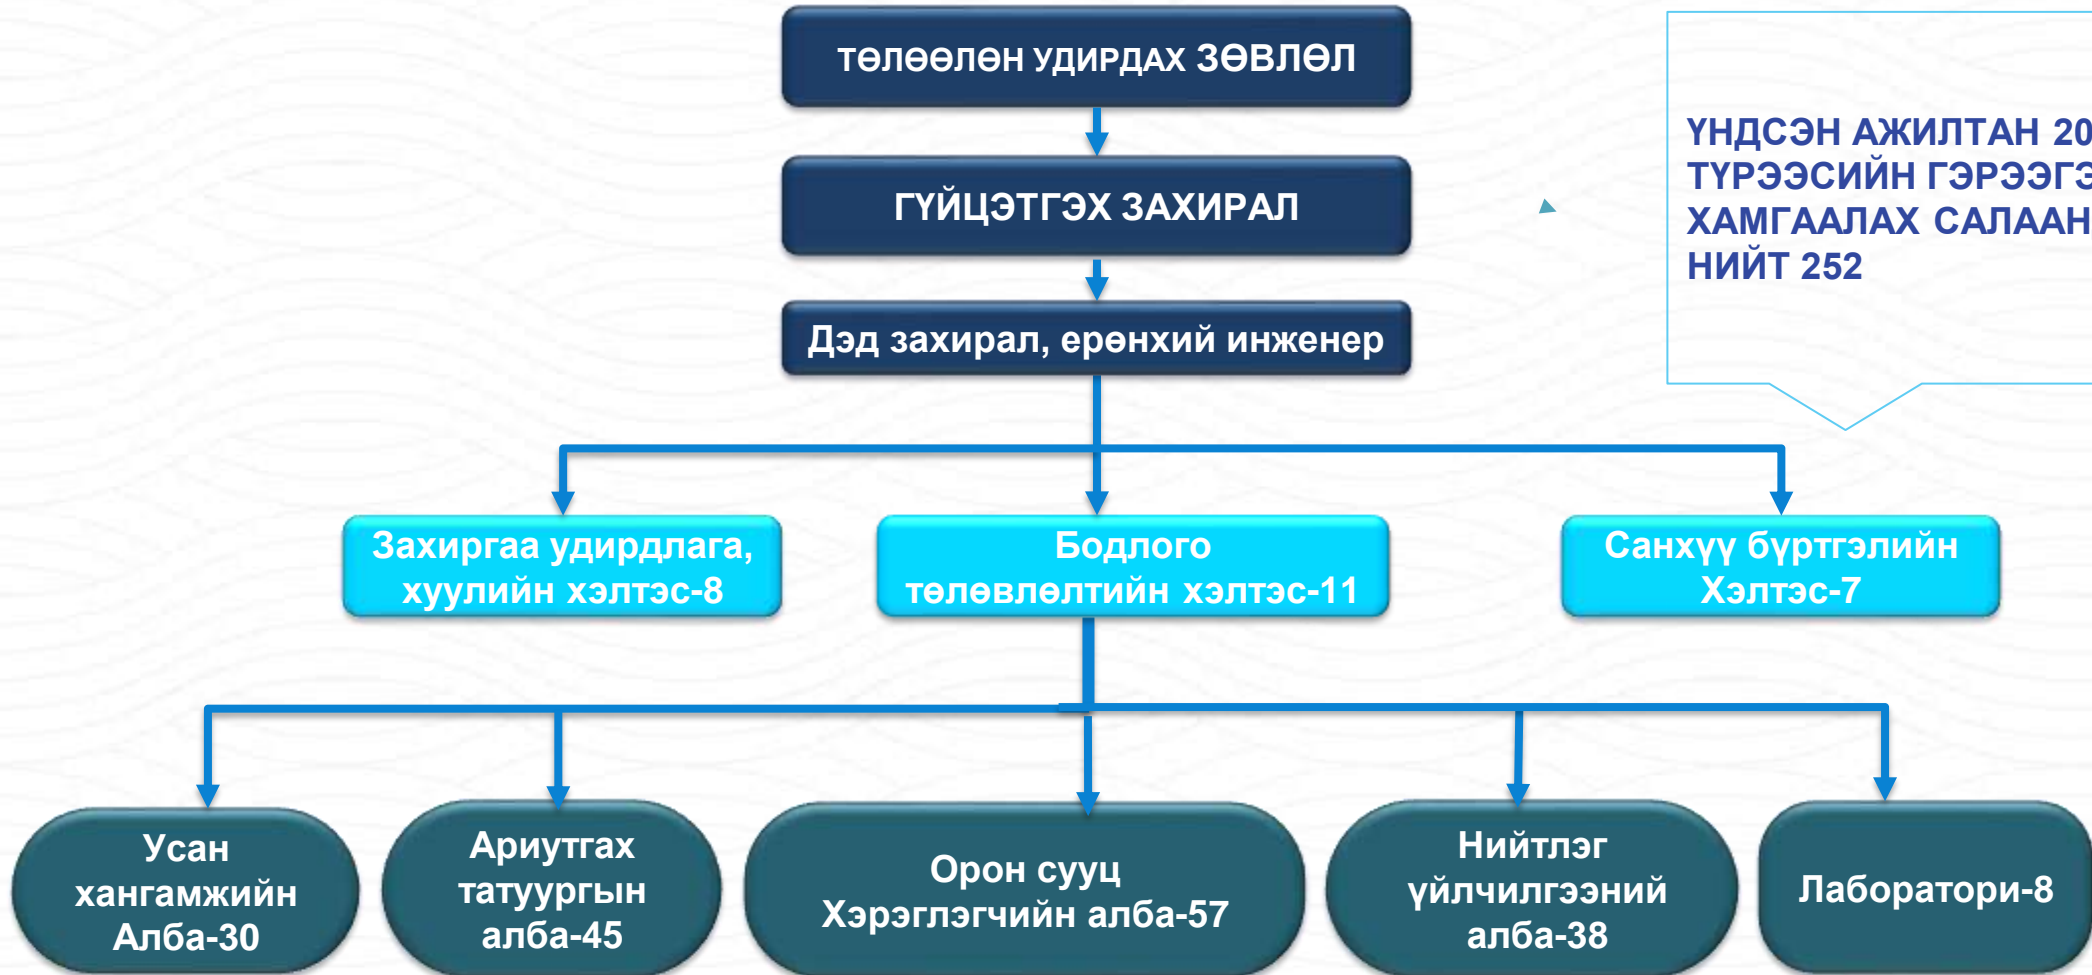 ТӨЛӨӨЛӨН УДИРДАХ ЗӨВЛӨЛ
ГҮЙЦЭТГЭХ ЗАХИРАЛ
Дэд захирал, ерөнхий инженер
ҮНДСЭН АЖИЛТАН 20
ТҮРЭЭСИЙН ГЭРЭЭГЭ
ХАМГААЛАХ САЛААН
НИЙТ 252
Захиргаа удирдлага,
хуулийн хэлтэс-8
Бодлого
төлөвлөлтийн хэлтэс-11
Санхүү бүртгэлийн
Хэлтэс-7
Усан
хангамжийн
Алба-30
Ариутгах
татуургын
алба-45
Орон сууц
Хэрэглэгчийн алба-57
Нийтлэг
үйлчилгээний
алба-38
Лаборатори-8